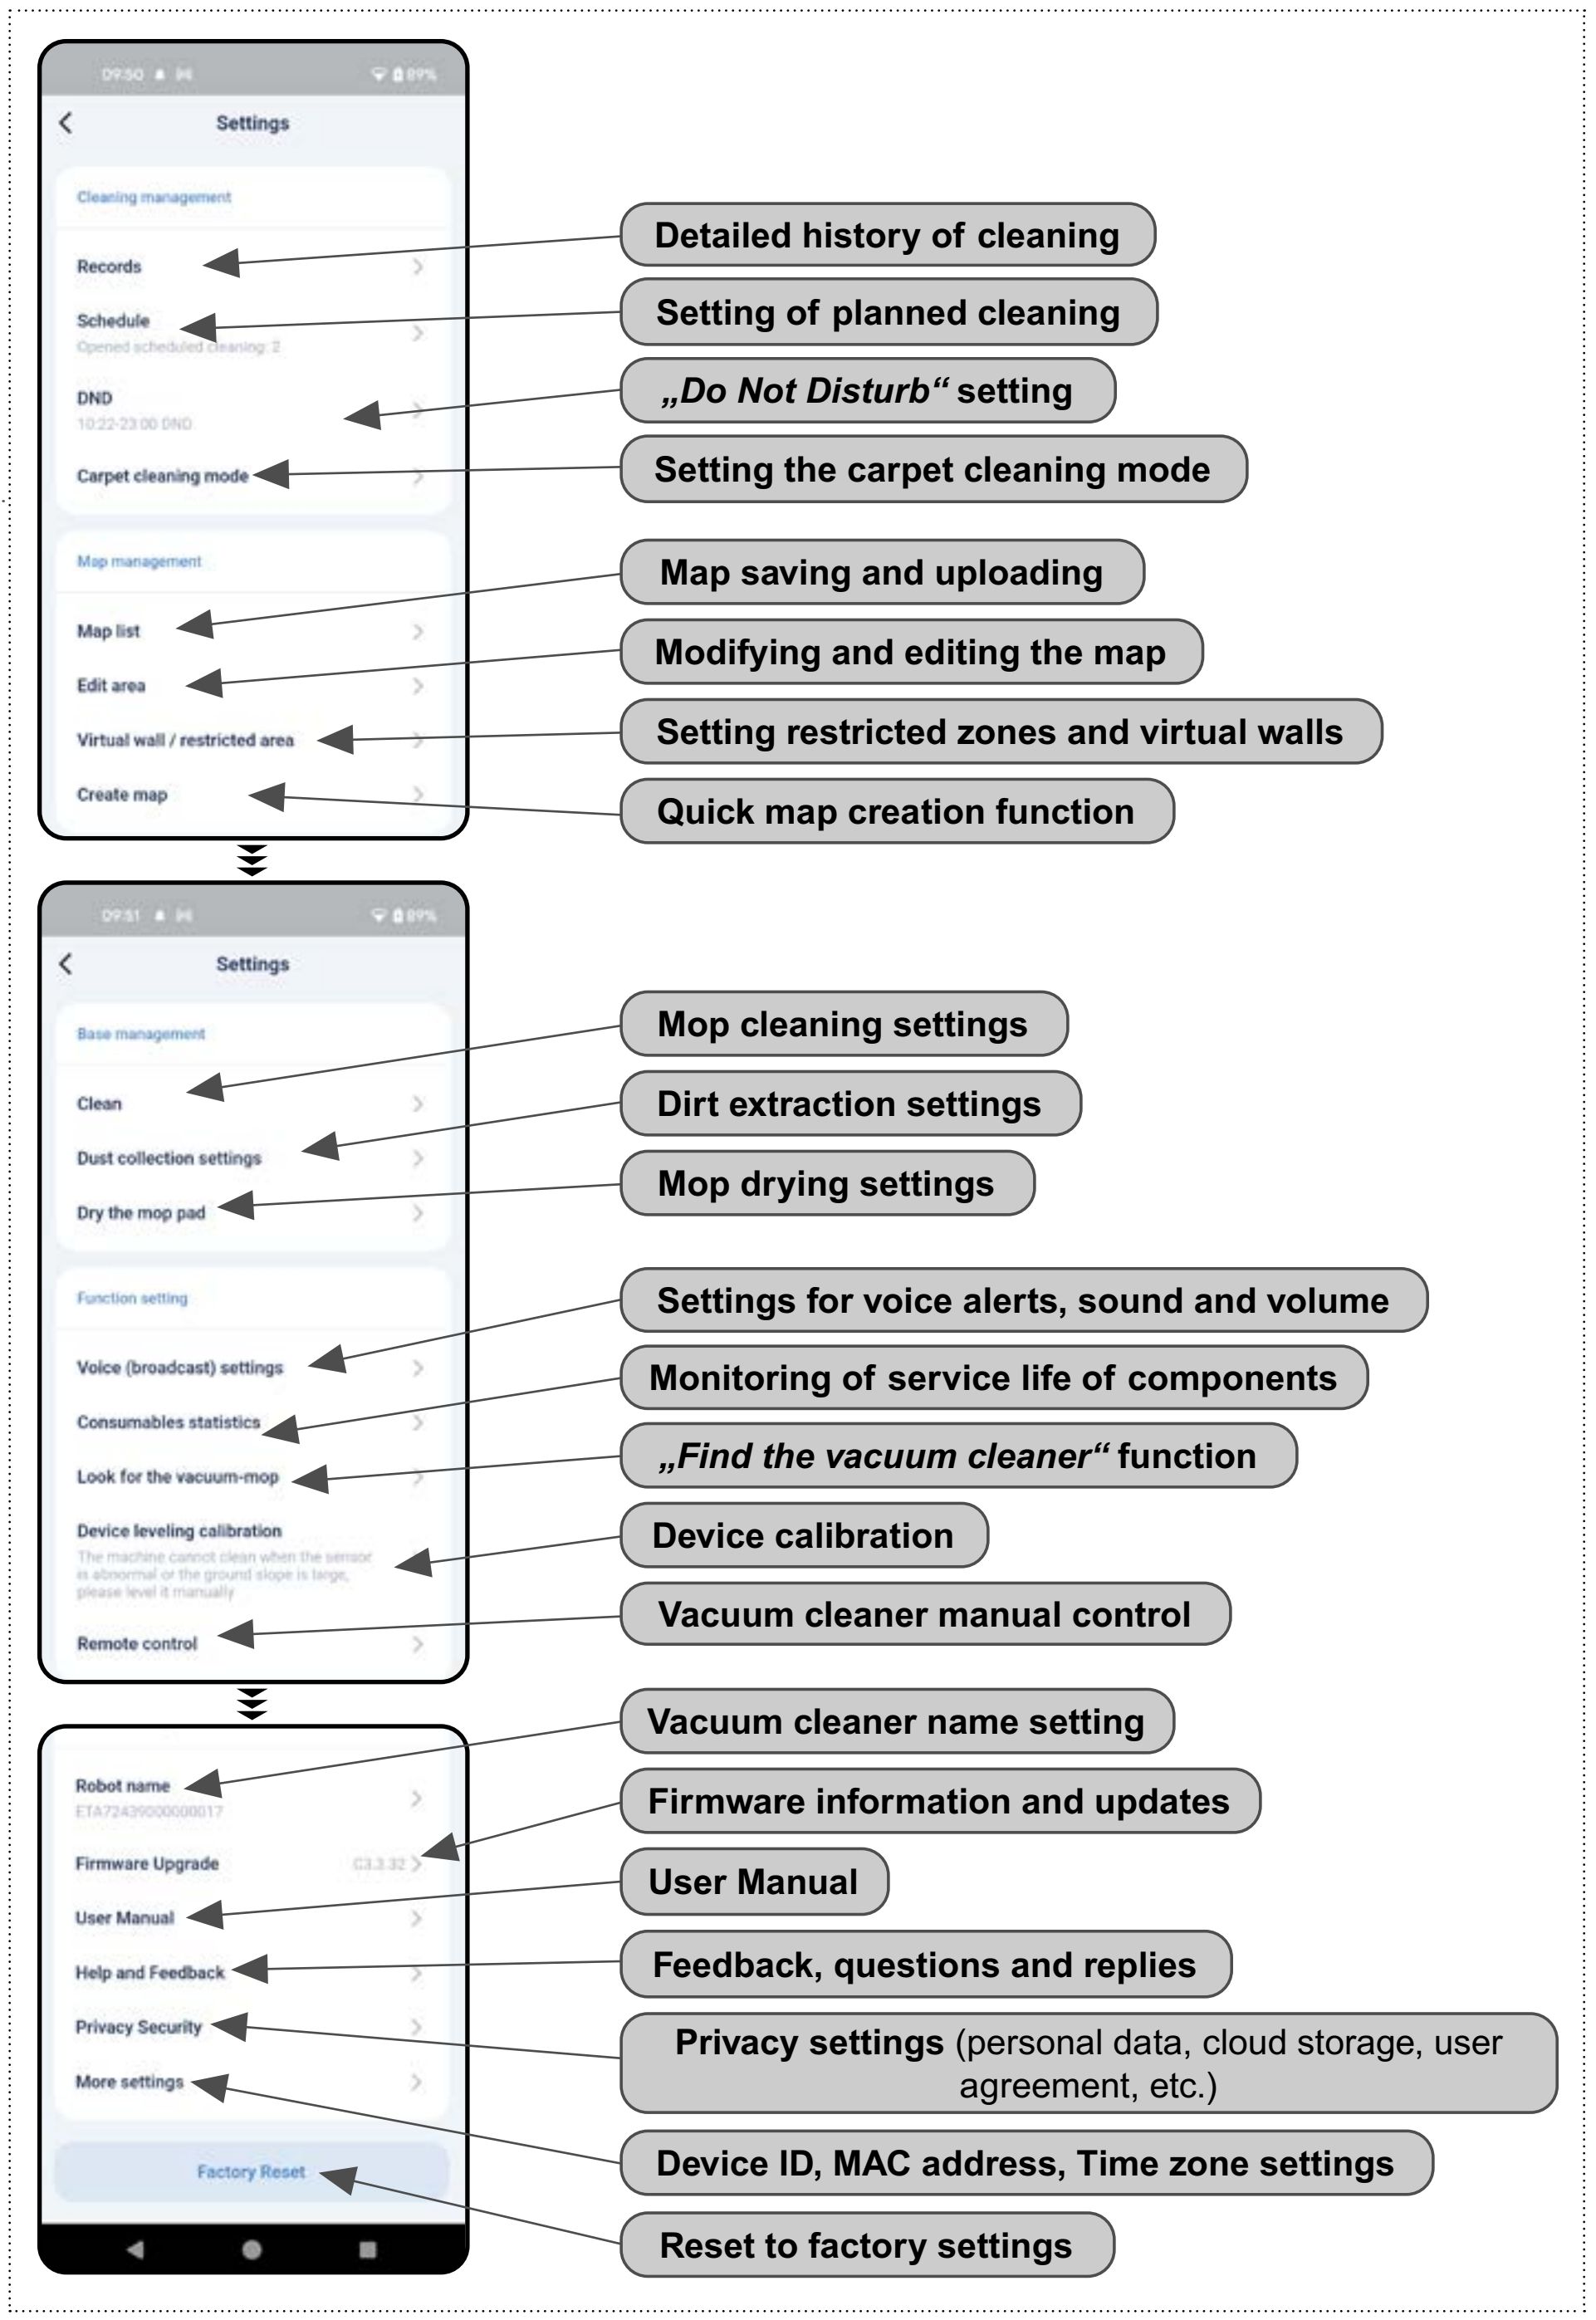 09:50
89%
Settings
Cleaning management
Records
Schedule
Opened scheduled cleaning: 2
DND
10:22-23:00 DND
Carpet cleaning mode
Map management
Map list
Edit area
Virtual wall / restricted area
Create map
Detailed history of cleaning
Setting of planned cleaning
„Do Not Disturb“ setting
Setting the carpet cleaning mode
Map saving and uploading
Modifying and editing the map
Setting restricted zones and virtual walls
Quick map creation function
09:51
89%
Settings
Base management
Clean
Dust collection settings
Dry the mop pad
Function setting
Voice (broadcast) settings
Consumables statistics
Look for the vacuum-mop
Device leveling calibration
The machine cannot clean when the sensor
is abnormal or the ground slope is large,
please level it manually
Remote control
Mop cleaning settings
Dirt extraction settings
Mop drying settings
Settings for voice alerts, sound and volume
Monitoring of service life of components
„Find the vacuum cleaner“ function
Device calibration
Vacuum cleaner manual control
Robot name
ETA72439000000017
Firmware Upgrade
C3.3.32
User Manual
Help and Feedback
Privacy Security
More settings
Factory Reset
Vacuum cleaner name setting
Firmware information and updates
User Manual
Feedback, questions and replies
Privacy settings (personal data, cloud storage, user
agreement, etc.)
Device ID, MAC address, Time zone settings
Reset to factory settings